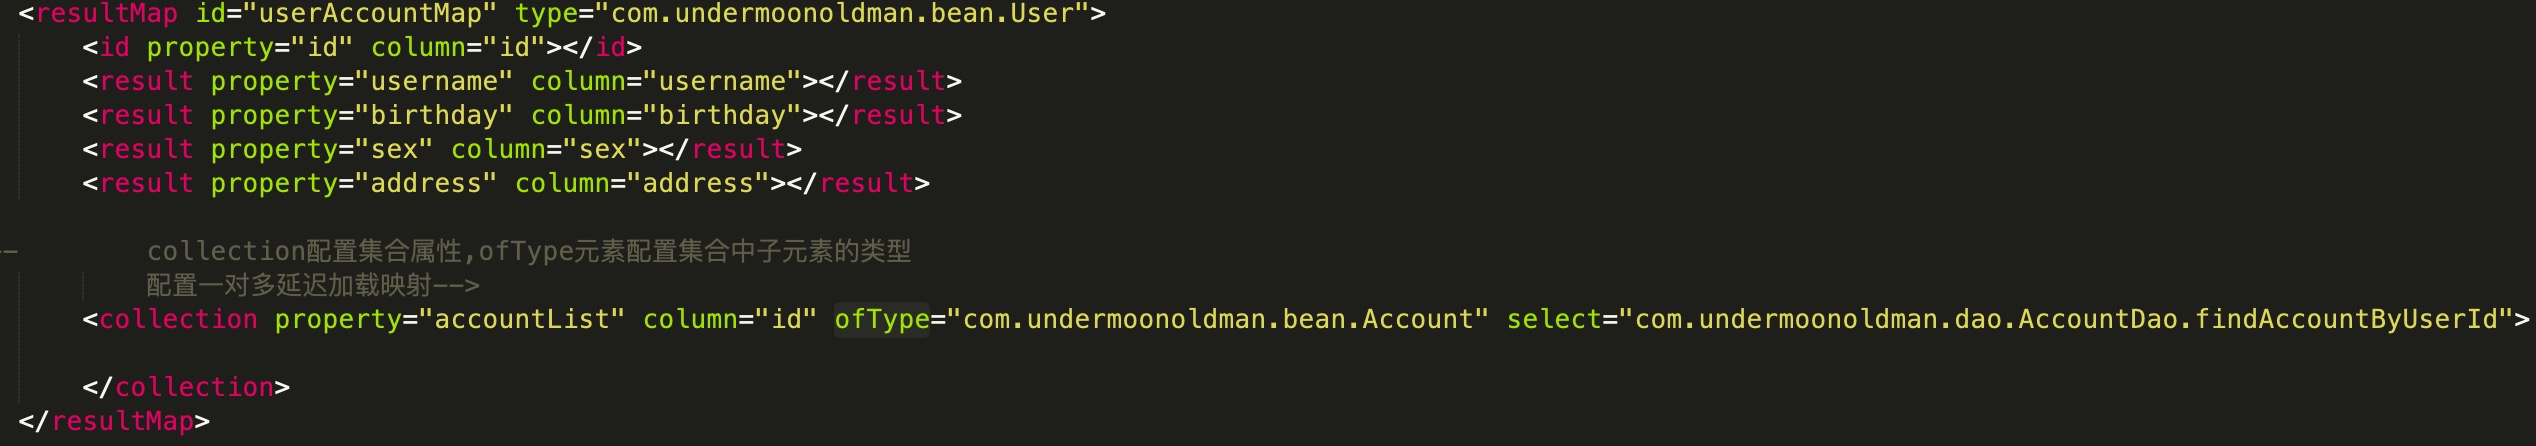 <resultMap id="userAccountMap" type="com.undermoonoldman.bean.User">
    <id property="id" column="id"></id>
    <result property="username" column="username"></result>
    <result property="birthday" column="birthday"></result>
    <result property="sex" column="sex"></result>
    <result property="address" column="address"></result>
--        collection配置集合属性,ofType元素配置集合中子元素的类型
        配置一对多延迟加载映射-->
    <collection property="accountList" column="id" ofType="com.undermoonoldman.bean.Account" select="com.undermoonoldman.dao.AccountDao.findAccountByUserId">
    </collection>
</resultMap>